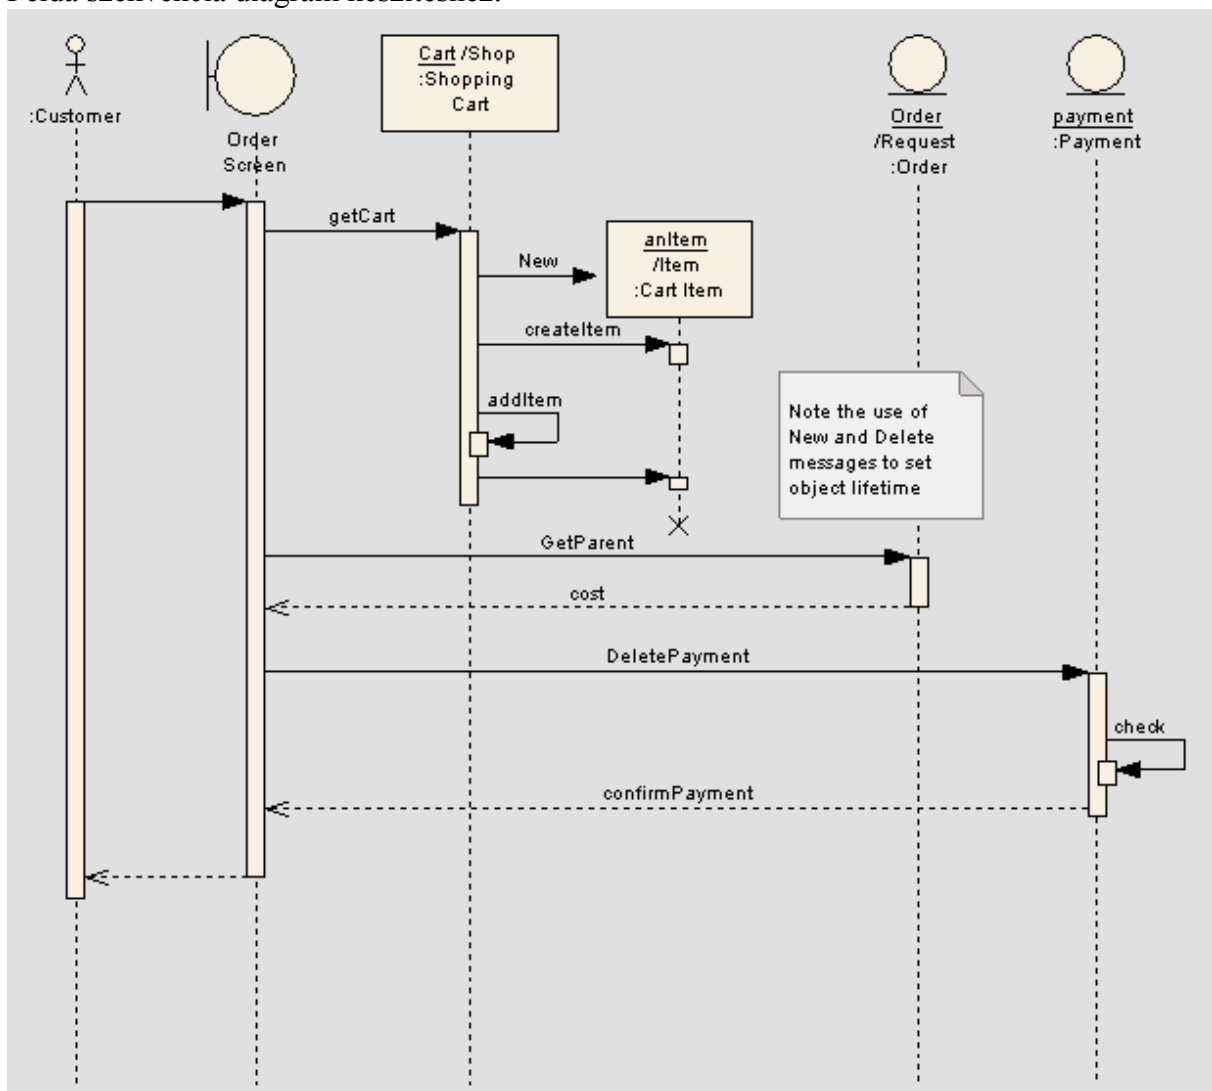 Példa szekvencia diagram készítéshez:
Cart /Shop
:Shopping
Cart
:Customer
Order
Screen
Order
/Request
:Order
payment
:Payment
getCart
anItem
/Item
:Cart Item
New
createItem
addItem
Note the use of
New and Delete
messages to set
object lifetime
GetParent
cost
DeletePayment
check
confirmPayment